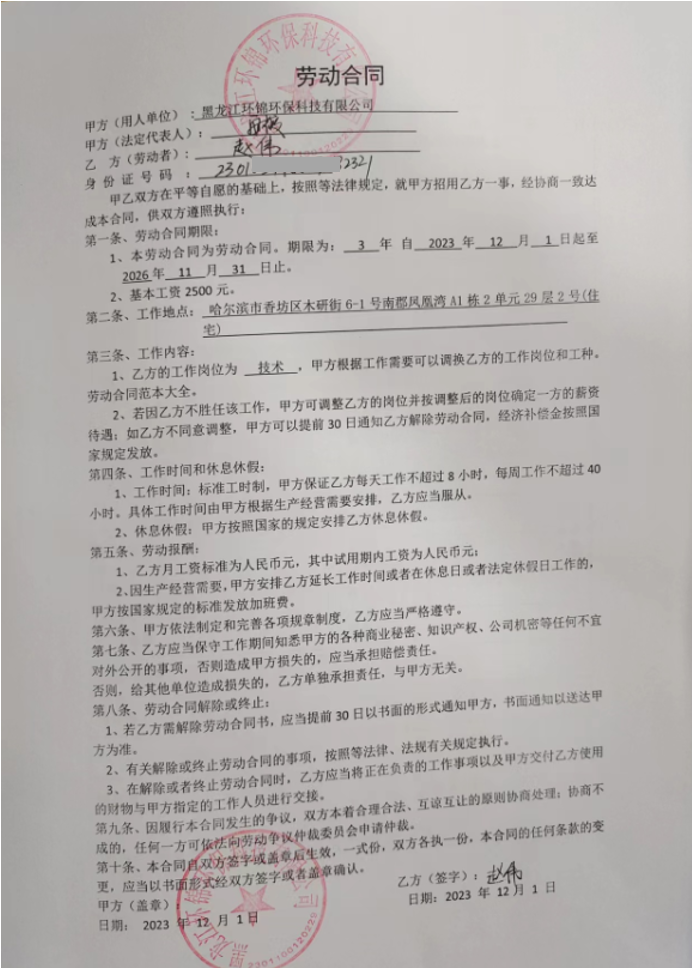 劳动合同
甲方（用人单位）：黑龙江环锦环保科技有限公司
甲方（法定代表人）：
乙　方（劳动者）：赵伟
身 份 证 号 码 ：2301 2321
甲乙双方在平等自愿的基础上，按照等法律规定，就甲方招用乙方一事，经协商一致达
成本合同，供双方遵照执行：
第一条、劳动合同期限：
1、本劳动合同为劳动合同。期限为： 3 年 自 2023 年 12 月 1 日起至
2026 年 11 月 31 日止。
2、基本工资 2500 元。
第二条、工作地点： 哈尔滨市香坊区木研街 6-1 号南郡凤凰湾 A1 栋 2 单元 29 层 2 号(住
宅)
第三条、工作内容：
1、乙方的工作岗位为 技术 ，甲方根据工作需要可以调换乙方的工作岗位和工种。
劳动合同范本大全。
2、若因乙方不胜任该工作，甲方可调整乙方的岗位并按调整后的岗位确定一方的薪资
待遇；如乙方不同意调整，甲方可以提前 30 日通知乙方解除劳动合同，经济补偿金按照国
家规定发放。
第四条、工作时间和休息休假：
1、工作时间：标准工时制，甲方保证乙方每天工作不超过 8 小时，每周工作不超过 40
小时。具体工作时间由甲方根据生产经营需要安排，乙方应当服从。
2、休息休假：甲方按照国家的规定安排乙方休息休假。
第五条、劳动报酬：
1、乙方月工资标准为人民币元，其中试用期内工资为人民币元；
2、因生产经营需要，甲方安排乙方延长工作时间或者在休息日或者法定休假日工作的，
甲方按国家规定的标准发放加班费。
第六条、甲方依法制定和完善各项规章制度，乙方应当严格遵守。
第七条、乙方应当保守工作期间知悉甲方的各种商业秘密、知识产权、公司机密等任何不宜
对外公开的事项，否则造成甲方损失的，应当承担赔偿责任。
否则，给其他单位造成损失的，乙方单独承担责任，与甲方无关。
第八条、劳动合同解除或终止：
1、若乙方需解除劳动合同书，应当提前 30 日以书面的形式通知甲方，书面通知以送达甲
方为准。
2、有关解除或终止劳动合同的事项，按照等法律、法规有关规定执行。
3、在解除或者终止劳动合同时，乙方应当将正在负责的工作事项以及甲方交付乙方使用
的财物与甲方指定的工作人员进行交接。
第九条、因履行本合同发生的争议，双方本着合理合法、互谅互让的原则协商处理；协商不
成的，任何一方可依法向劳动争议仲裁委员会申请仲裁。
第十条、本合同自双方签字或盖章后生效，一式份，双方各执一份，本合同的任何条款的变
更，应当以书面形式经双方签字或者盖章确认。
甲方（盖章）：
乙方（签字）：赵伟
日期： 2023 年 12 月 1 日
日期：2023 年 12 月 1 日
黑龙江环锦环保科技有限公司
2301100120229